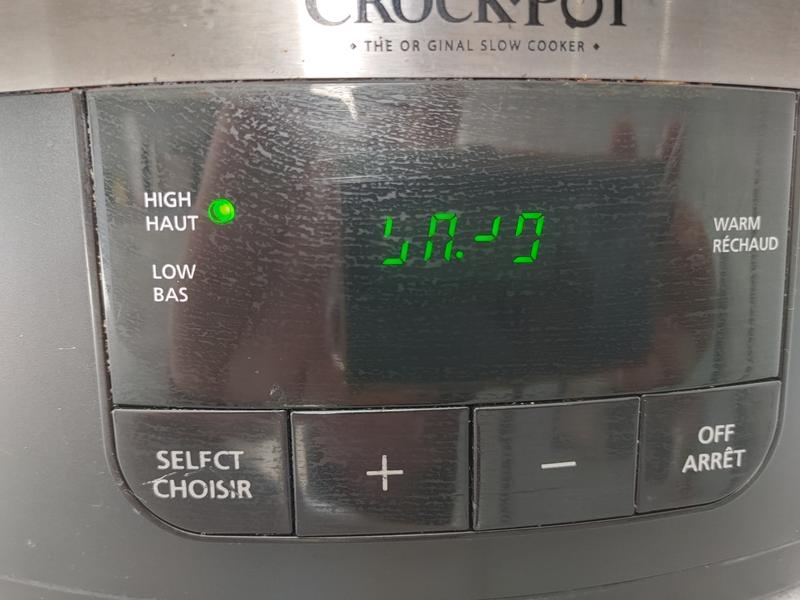 CROCK·POT
THE OR GINAL SLOW COOKER
HIGH
HAUT
LOW
BAS
WARM
RÉCHAUD
SELECT
CHOISIR
+
−
OFF
ARRÊT